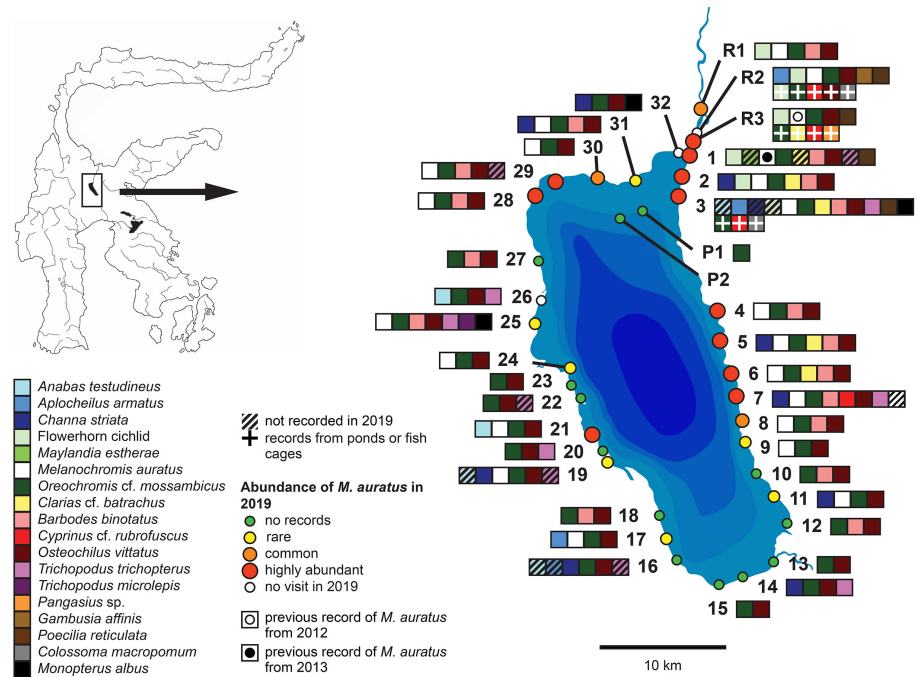 R1
R2
R3
32
31
30
29
28
1
2
3
P1
P2
27
26
25
24
23
22
21
20
19
18
17
16
15
4
5
6
7
8
9
10
11
12
13
14
10 km
Anabas testudineus
Aplocheilus armatus
Channa striata
Flowerhorn cichlid
Maylandia estherae
Melanochromis auratus
Oreochromis cf. mossambicus
Clarias cf. batrachus
Barbodes binotatus
Cyprinus cf. rubrofuscus
Osteochilus vittatus
Trichopodus trichopterus
Trichopodus microlepis
Pangasius sp.
Gambusia affinis
Poecilia reticulata
Colossoma macropomum
Monopterus albus
not recorded in 2019
records from ponds or fish
cages
Abundance of M. auratus in
2019
no records
rare
common
highly abundant
no visit in 2019
previous record of M. auratus
from 2012
previous record of M. auratus
from 2013